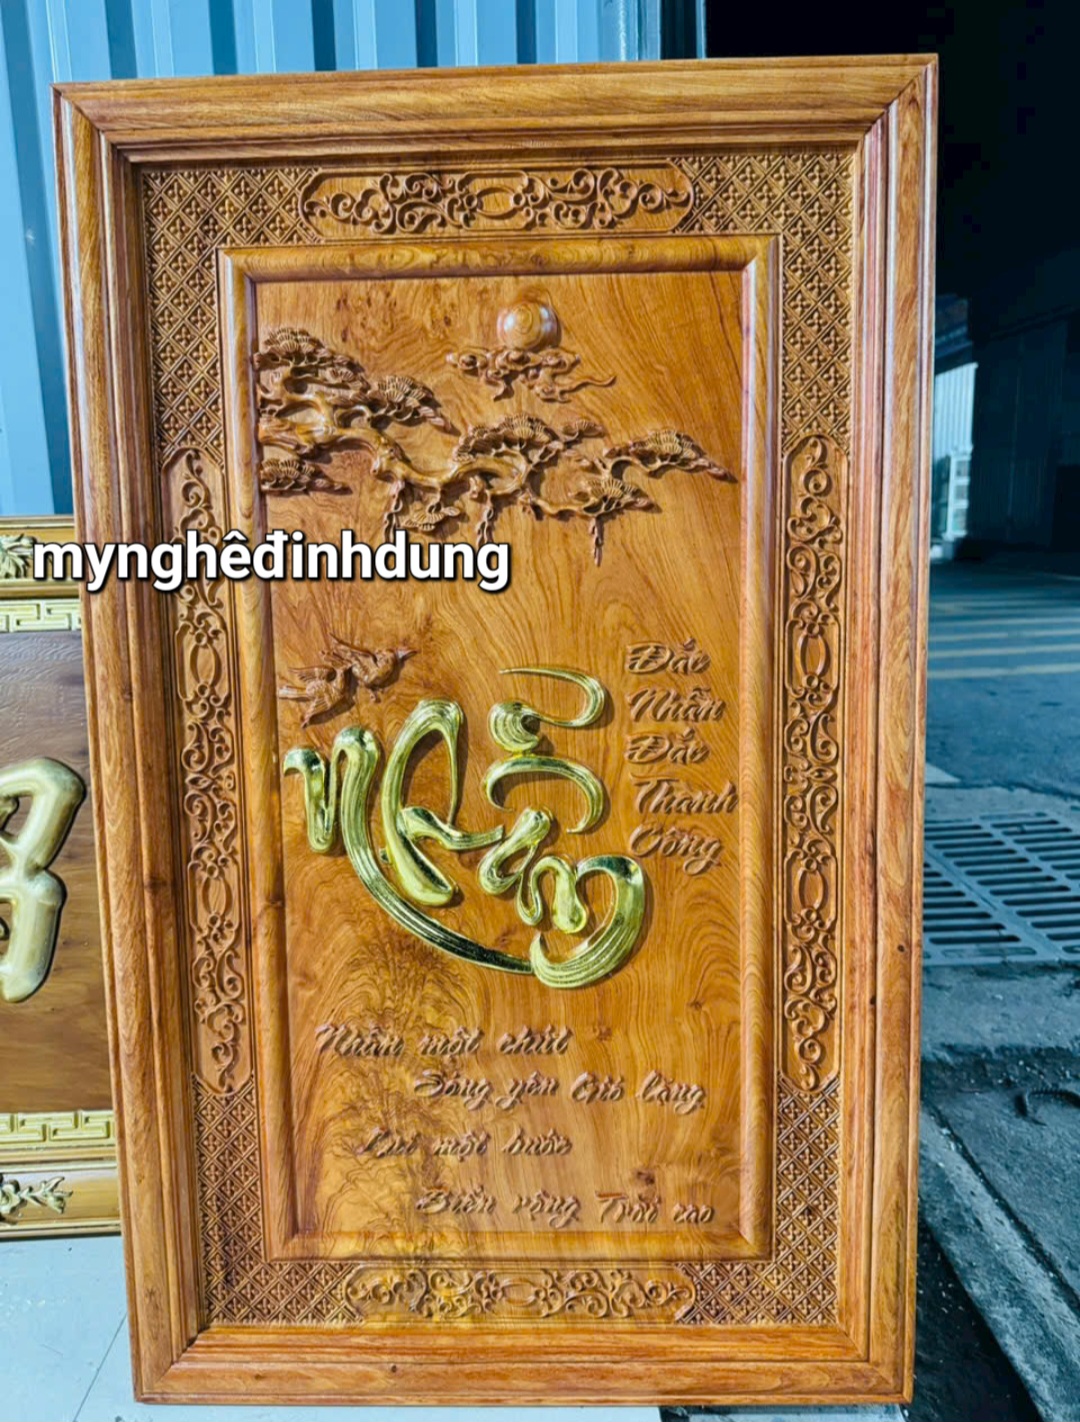 mynghêđinhdung
Đắc
Nhẫn
Đắc
Thành
Công
Nhẫn
Nhẫn một chút
Sóng yên Gió lặng
Lui một bước
Biển rộng Trời cao